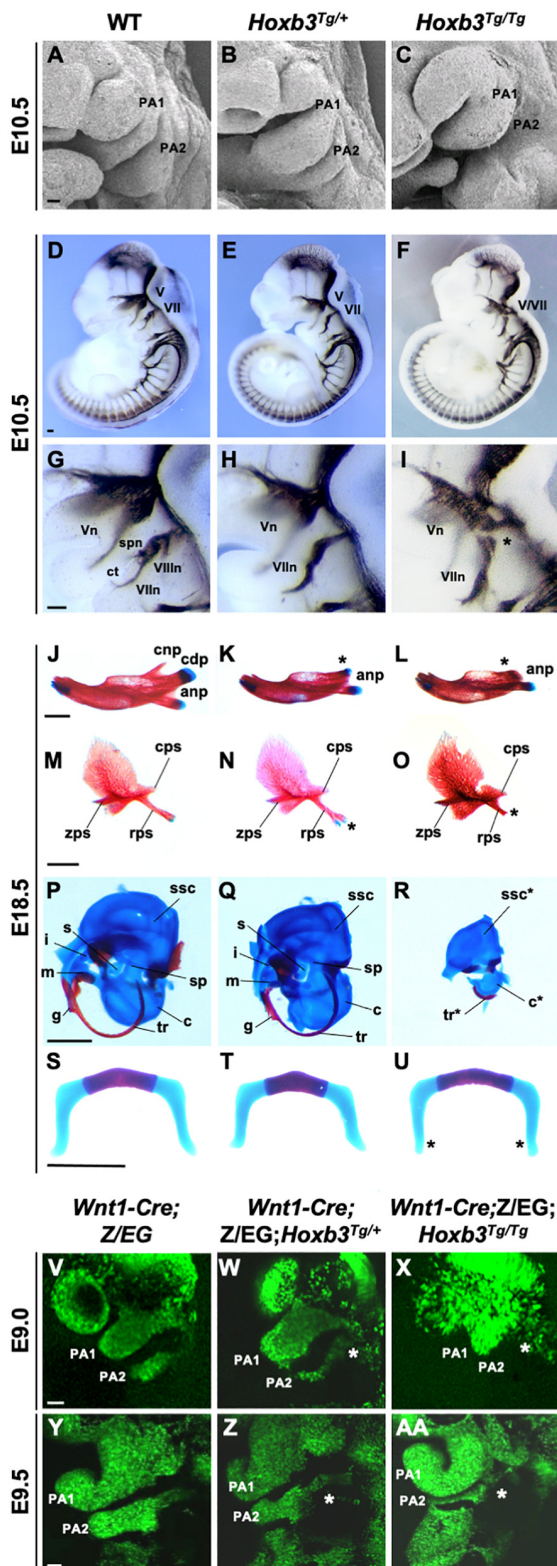 WT Hoxb3Tg/+ Hoxb3Tg/Tg
E10.5
A B C
PA1 PA1 PA1
PA2 PA2 PA2
E10.5
D E F
V V V/VII
VII VII
G H I
Vn Vn Vn
spn
ct VIIIn VIIn VIIn *
VIIn
E18.5
J K L
cnp * *
cdp anp anp
anp
M N O
cps cps cps
zps rps zps rps * zps rps *
P Q R
ssc ssc ssc*
s s
i i
m sp m sp
g c g c c*
tr tr tr*
S T U
* *
Wnt1-Cre; Wnt1-Cre; Wnt1-Cre;Z/EG;
Z/EG Z/EG;Hoxb3Tg/+ Hoxb3Tg/Tg
E9.0
V W X
PA1 PA1 * PA1 *
PA2 PA2 PA2
E9.5
Y Z AA
PA1 PA1 PA1
PA2 PA2 * PA2 *